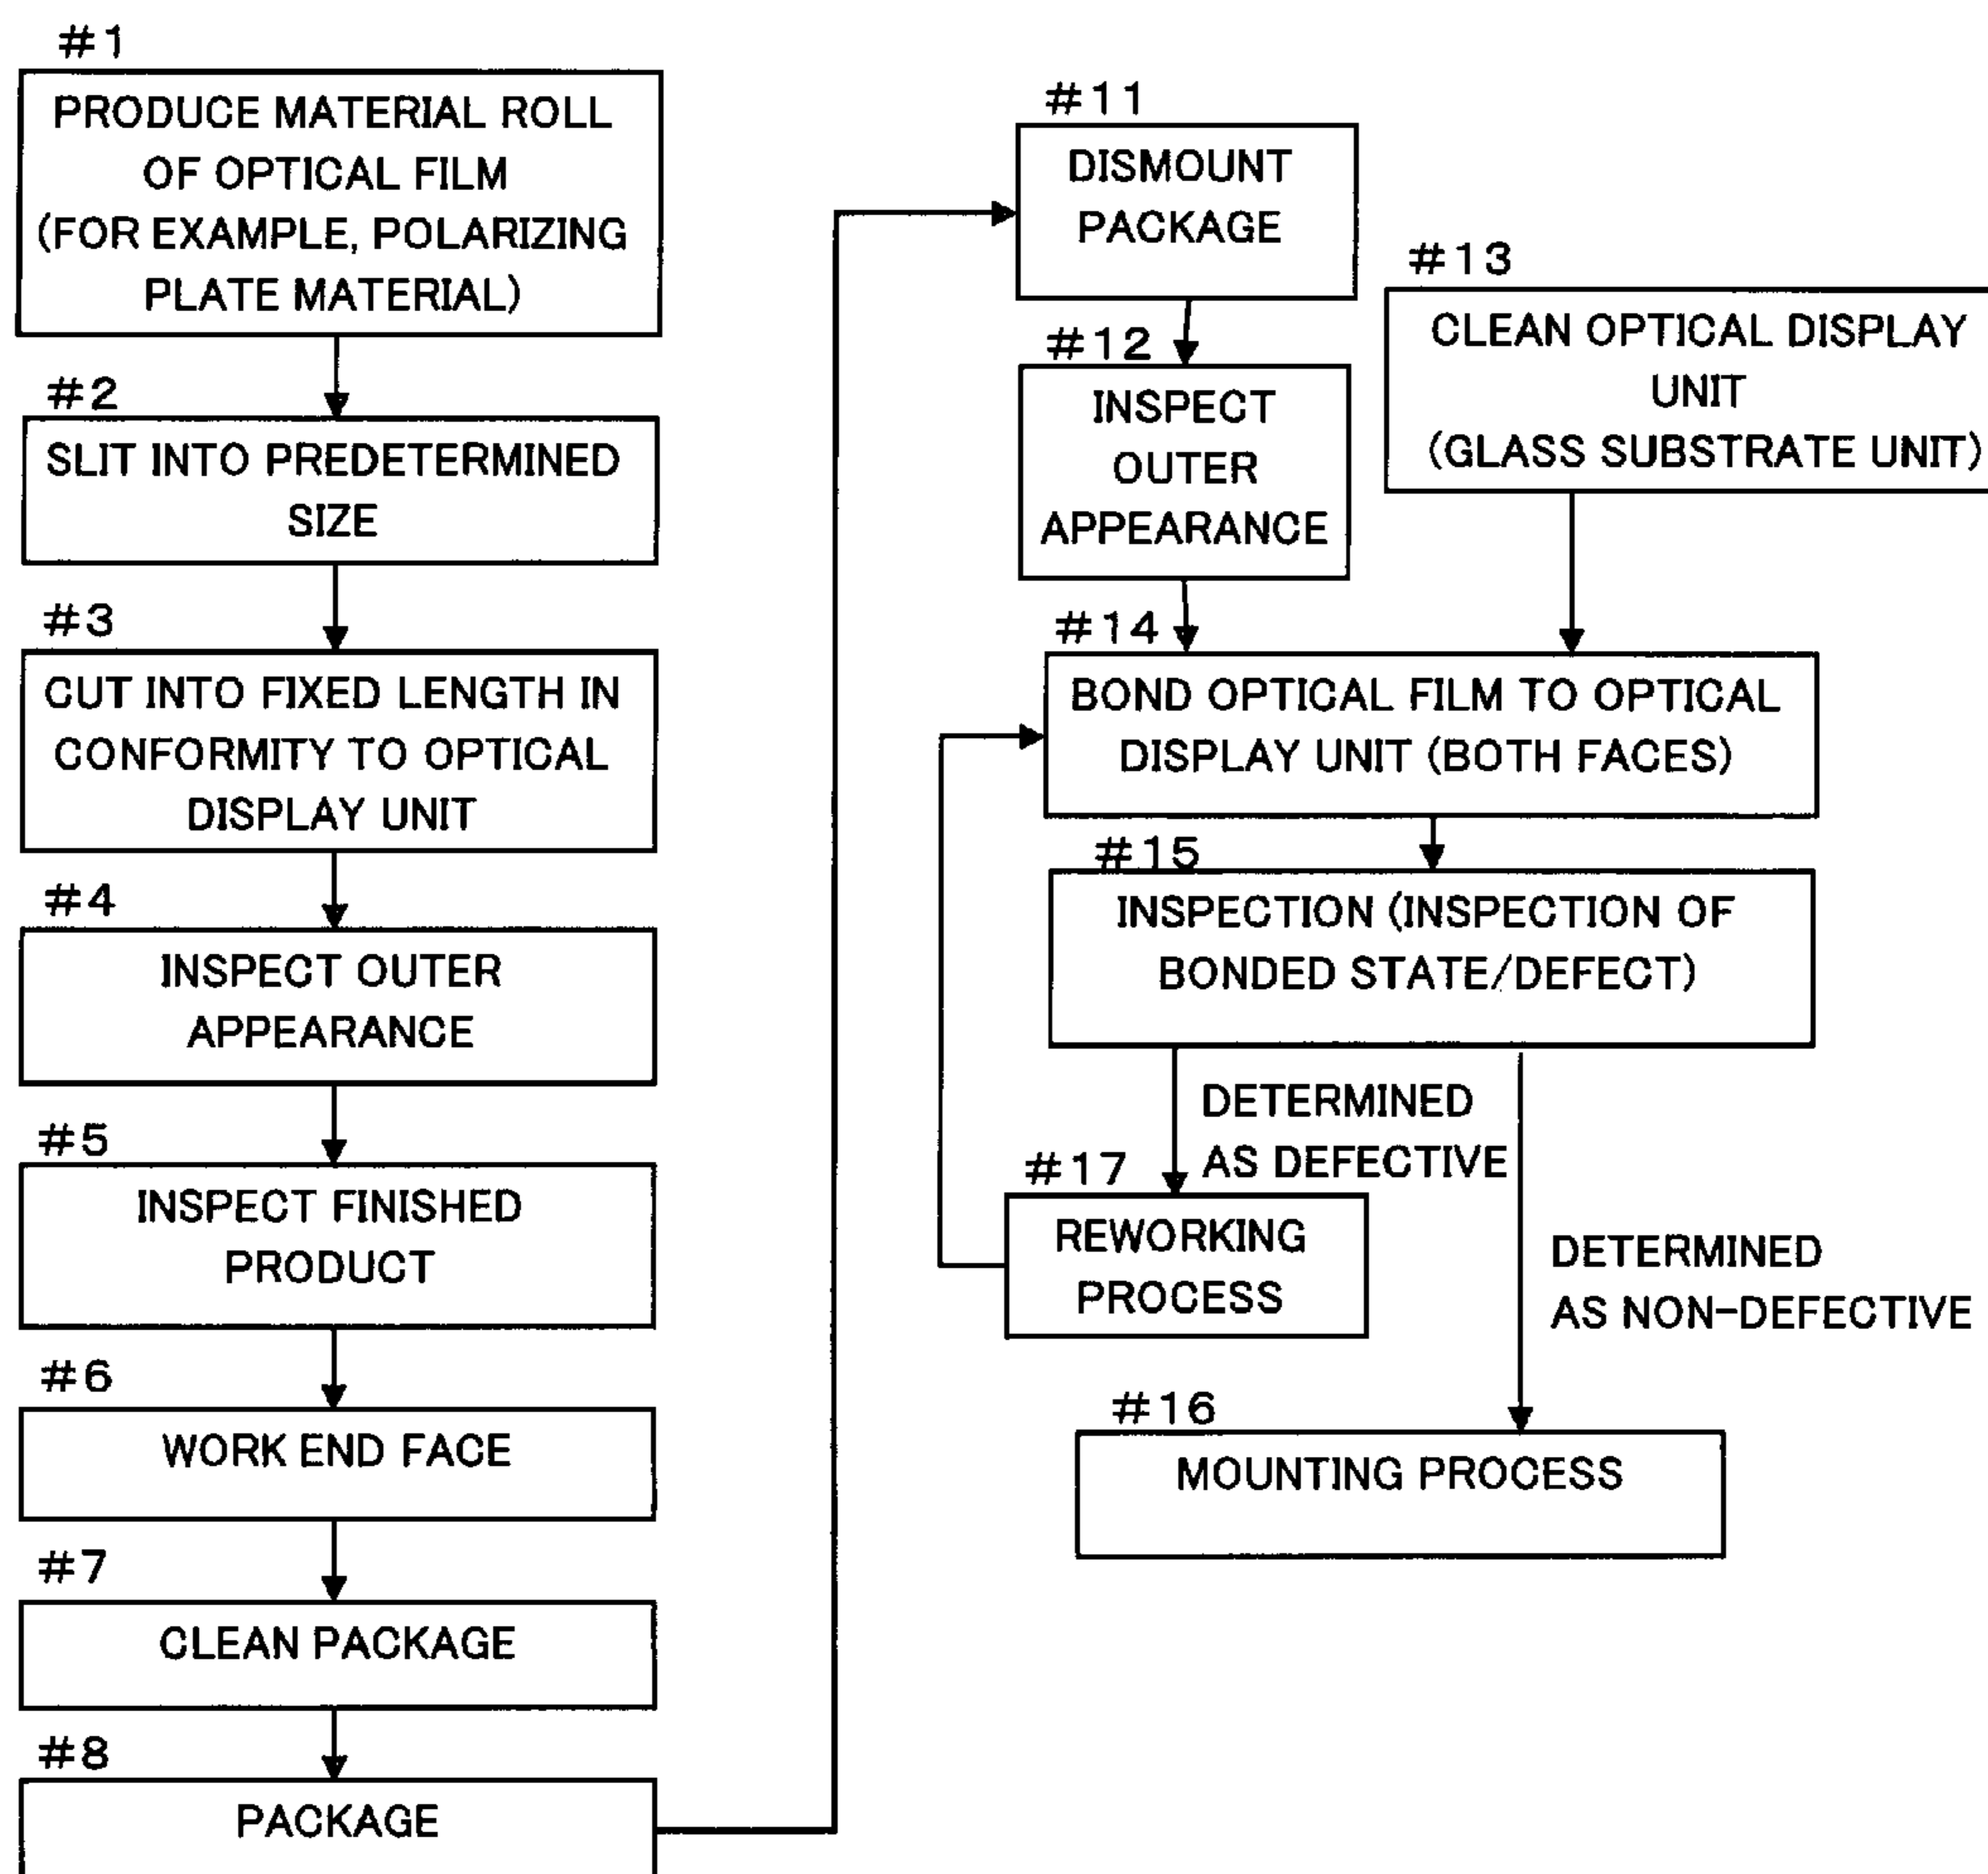 #1
PRODUCE MATERIAL ROLL
OF OPTICAL FILM
(FOR EXAMPLE, POLARIZING
PLATE MATERIAL)
#2
SLIT INTO PREDETERMINED
SIZE
#3
CUT INTO FIXED LENGTH IN
CONFORMITY TO OPTICAL
DISPLAY UNIT
#4
INSPECT OUTER
APPEARANCE
#5
INSPECT FINISHED
PRODUCT
#6
WORK END FACE
#7
CLEAN PACKAGE
#8
PACKAGE
#11
DISMOUNT
PACKAGE
#12
INSPECT
OUTER
APPEARANCE
#13
CLEAN OPTICAL DISPLAY
UNIT
(GLASS SUBSTRATE UNIT)
#14
BOND OPTICAL FILM TO OPTICAL
DISPLAY UNIT (BOTH FACES)
#15
INSPECTION (INSPECTION OF
BONDED STATE/DEFECT)
DETERMINED
AS DEFECTIVE
#17
REWORKING
PROCESS
DETERMINED
AS NON-DEFECTIVE
#16
MOUNTING PROCESS